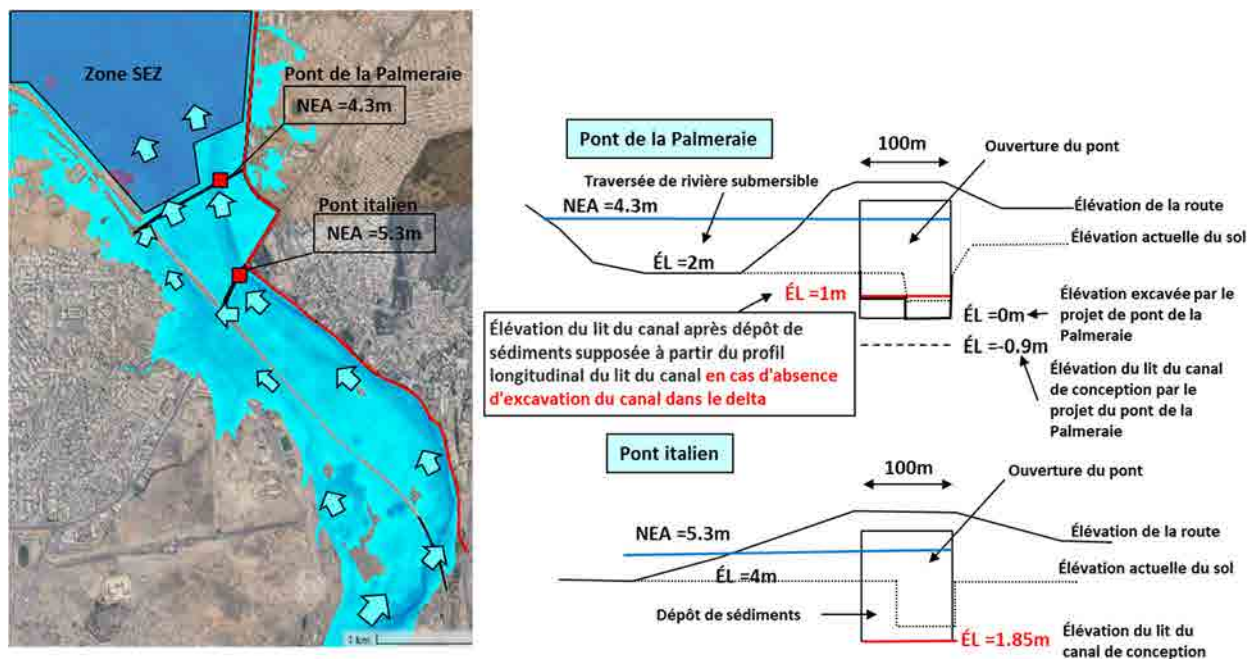 Zone SEZ
Pont de la Palmeraie
NEA =4.3m
Pont italien
NEA =5.3m
1 km
Pont de la Palmeraie
100m
Ouverture du pont
Traversée de rivière submersible
NEA =4.3m
Élévation de la route
Élévation actuelle du sol
ÉL =2m
ÉL =1m
ÉL =0m
Élévation excavée par le
projet de pont de la
Palmeraie
ÉL =-0.9m
Élévation du lit du canal après dépôt de
sédiments supposée à partir du profil
longitudinal du lit du canal en cas d'absence
d'excavation du canal dans le delta
Élévation du lit du canal
de conception par le
projet du pont de la
Palmeraie
Pont italien
100m
Ouverture du pont
NEA =5.3m
Élévation de la route
ÉL =4m
Élévation actuelle du sol
Dépôt de sédiments
ÉL =1.85m
Élévation du lit du
canal de conception